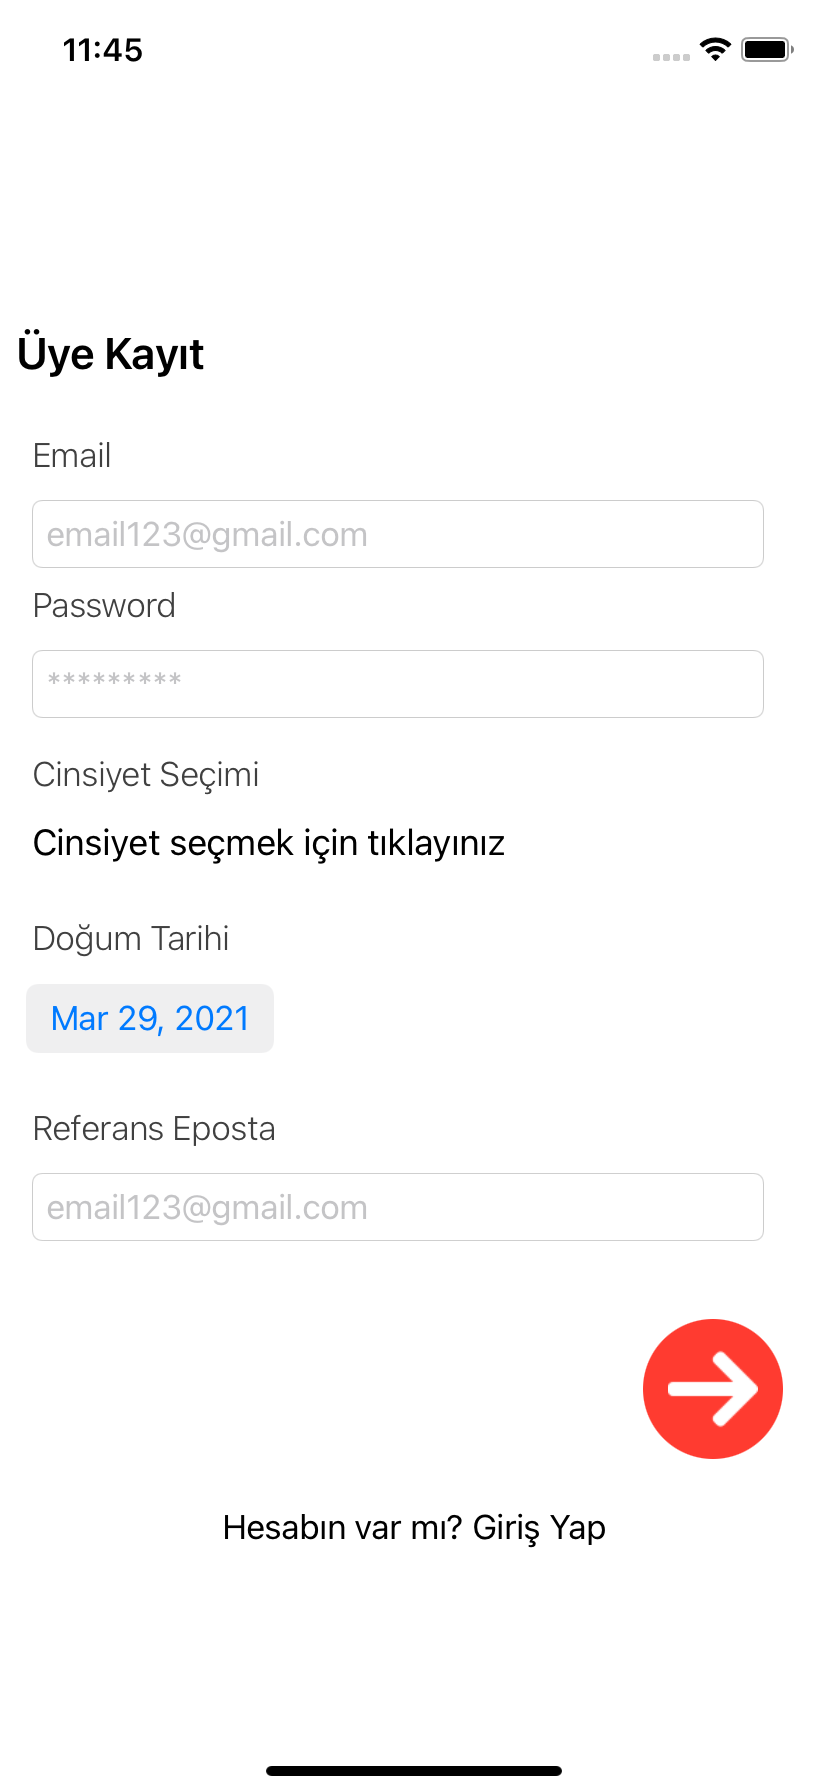 11:45
Üye Kayıt
Email
email123@gmail.com
Password
*********
Cinsiyet Seçimi
Cinsiyet seçmek için tıklayınız
Doğum Tarihi
Mar 29, 2021
Referans Eposta
email123@gmail.com
Hesabın var mı? Giriş Yap